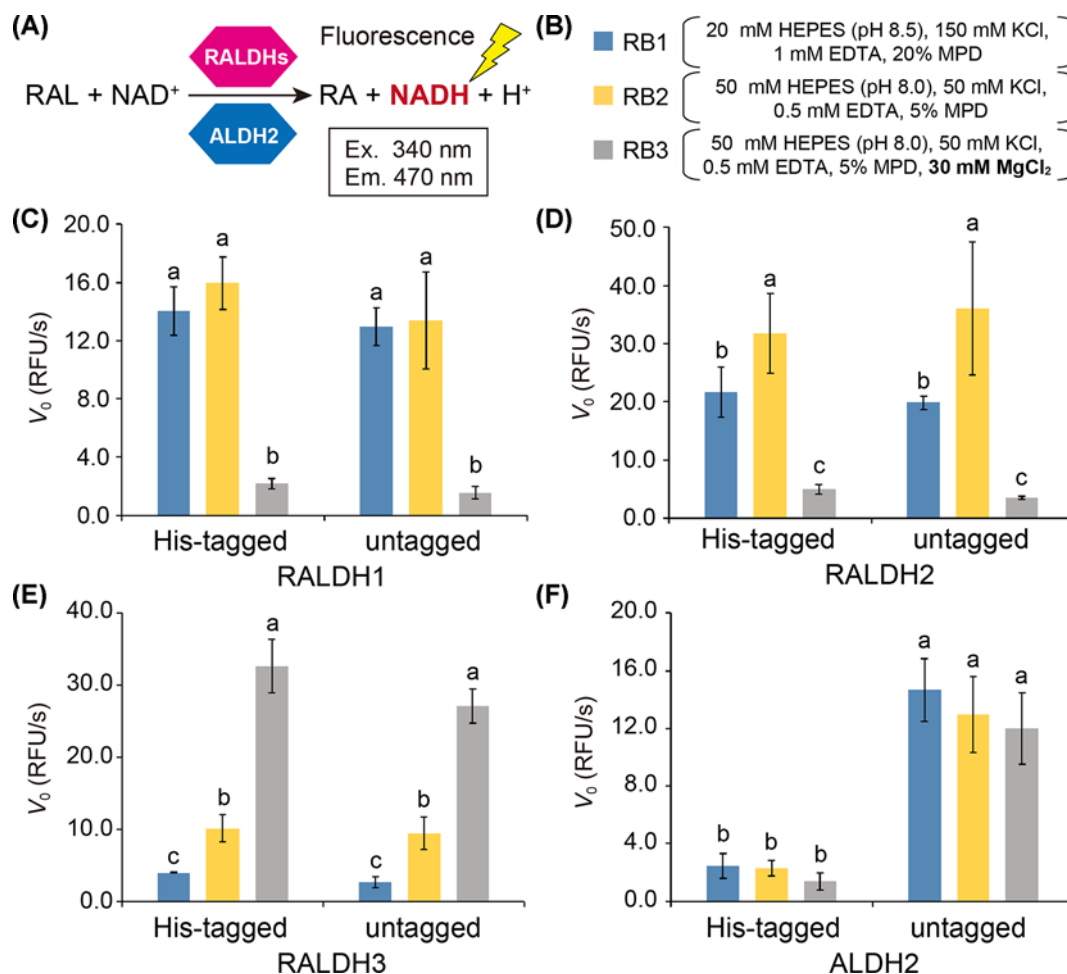 (A)
Fluorescence
RALDHs
RAL + NAD⁺
RA + NADH + H⁺
ALDH2
Ex. 340 nm
Em. 470 nm
(B)
RB1
20 mM HEPES (pH 8.5), 150 mM KCl,
1 mM EDTA, 20% MPD
RB2
50 mM HEPES (pH 8.0), 50 mM KCl,
0.5 mM EDTA, 5% MPD
RB3
50 mM HEPES (pH 8.0), 50 mM KCl,
0.5 mM EDTA, 5% MPD, 30 mM MgCl₂
(C)
V₀ (RFU/s)
20.0
16.0
12.0
8.0
4.0
0.0
a a b a a b
His-tagged untagged
RALDH1
(D)
V₀ (RFU/s)
50.0
40.0
30.0
20.0
10.0
0.0
b a c b a c
His-tagged untagged
RALDH2
(E)
V₀ (RFU/s)
40.0
30.0
20.0
10.0
0.0
c b a c b a
His-tagged untagged
RALDH3
(F)
V₀ (RFU/s)
20.0
16.0
12.0
8.0
4.0
0.0
b b b a a a
His-tagged untagged
ALDH2